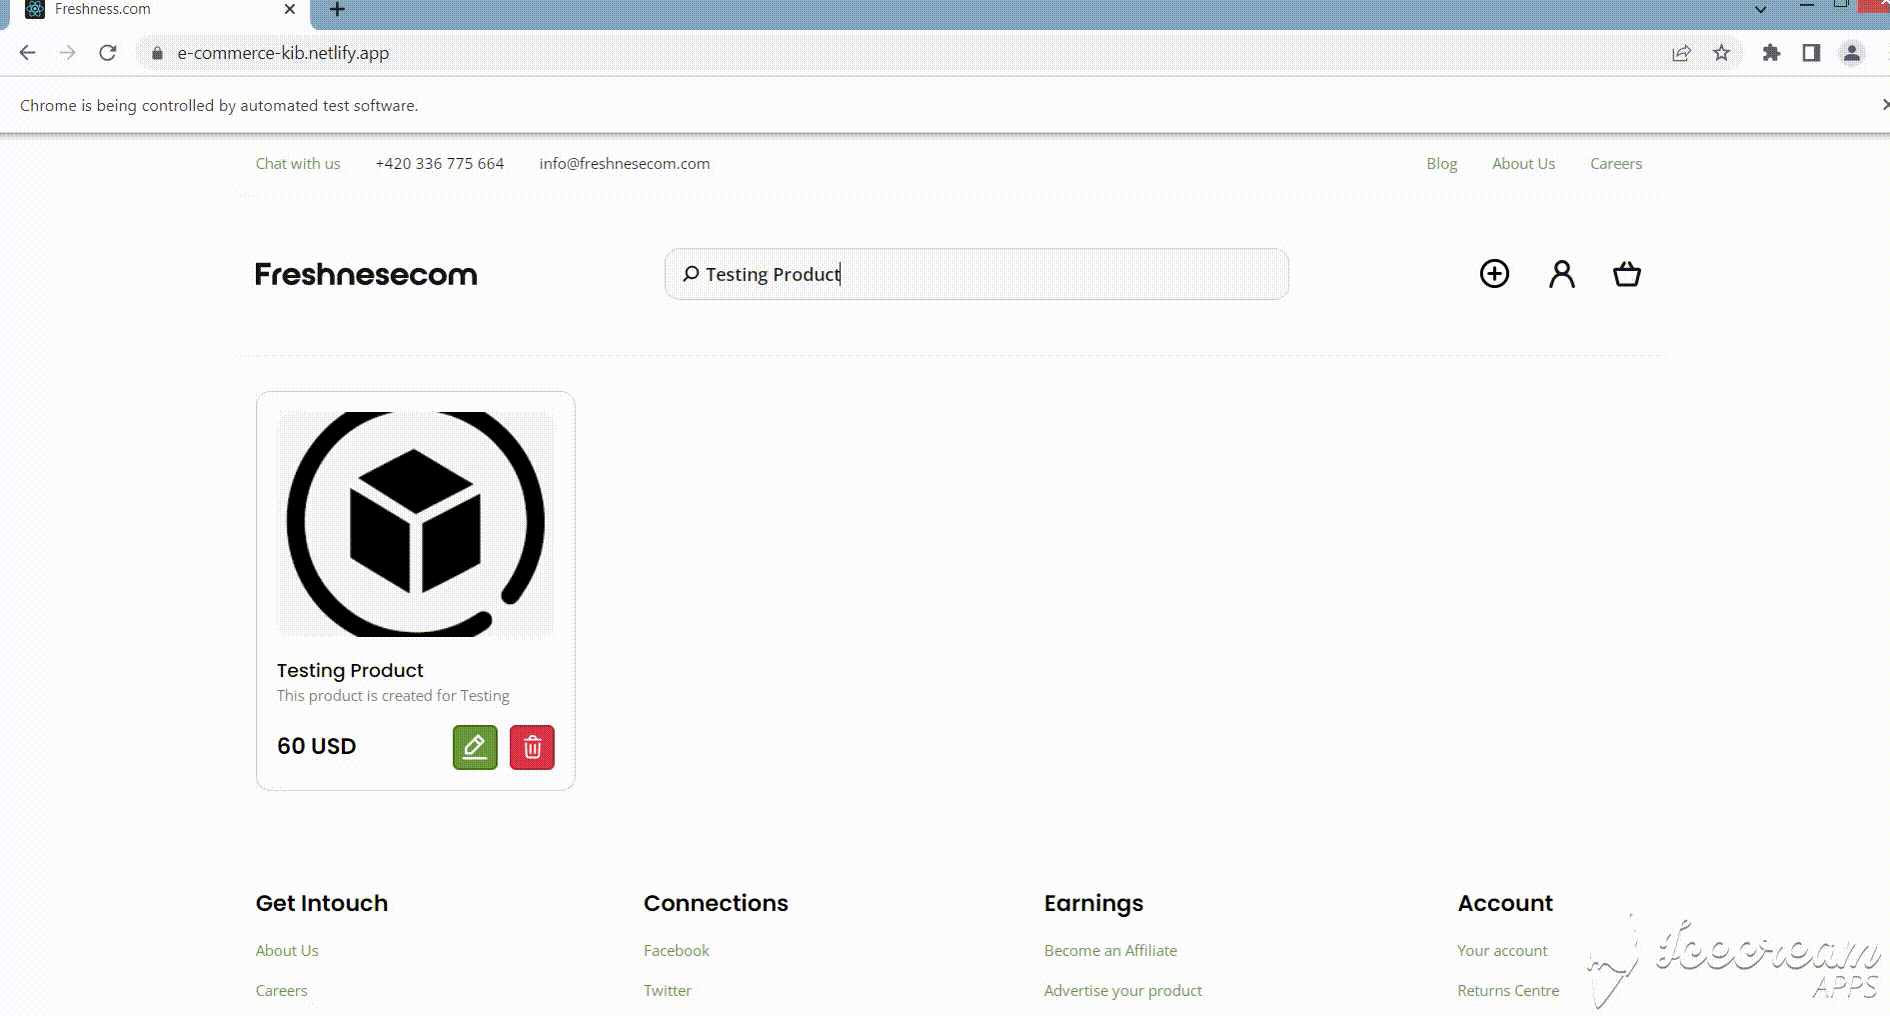 Freshness.com
e-commerce-kib.netlify.app
Chrome is being controlled by automated test software.
Chat with us +420 336 775 664 info@freshnesecom.com Blog About Us Careers
Freshnesecom
Testing Product
Testing Product
This product is created for Testing
60 USD
Get Intouch Connections Earnings Account
About Us Facebook Become an Affiliate Your account
Careers Twitter Advertise your product Returns Centre
Icecream
APPS